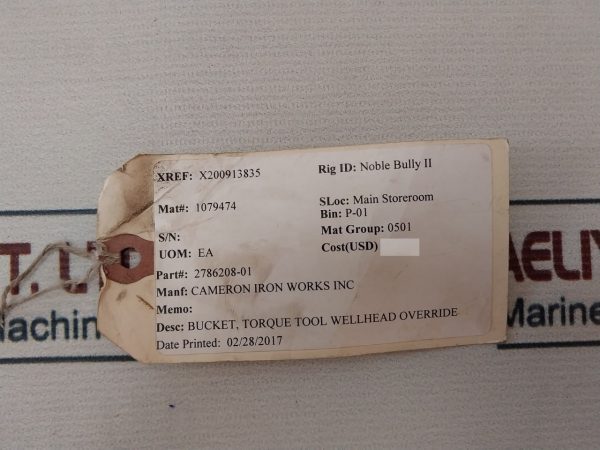 XREF: X200913835
Rig ID: Noble Bully II
Mat#: 1079474
SLoc: Main Storeroom
Bin: P-01
S/N:
Mat Group: 0501
UOM: EA
Cost(USD)
Part#: 2786208-01
Manf: CAMERON IRON WORKS INC
Memo:
Desc: BUCKET, TORQUE TOOL WELLHEAD OVERRIDE
Date Printed: 02/28/2017
T. L
AELIY
Machin
Marine